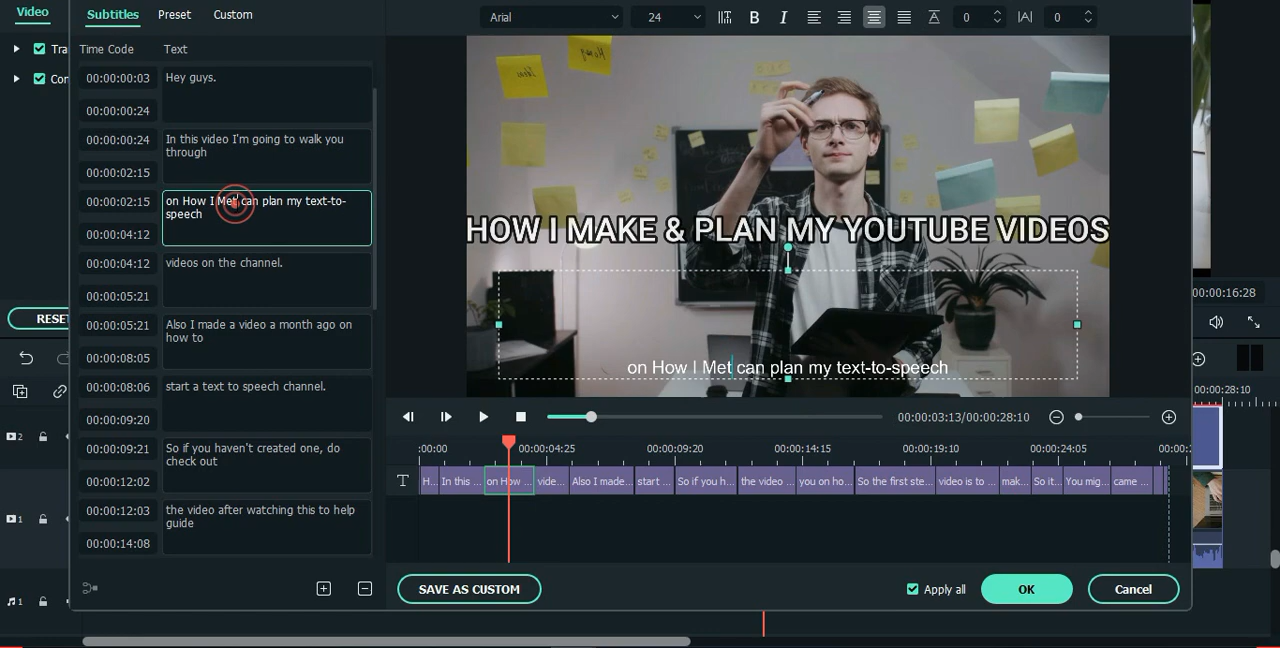 Video
Subtitles
Preset
Custom
Arial
24
B
I
0
0
Time Code
Text
Tra
Con
00:00:00:03
Hey guys.
00:00:00:24
00:00:00:24
In this video I'm going to walk you
through
00:00:02:15
00:00:02:15
on How I Met can plan my text-to-
speech
00:00:04:12
00:00:04:12
videos on the channel.
00:00:05:21
00:00:05:21
Also I made a video a month ago on
how to
00:00:08:05
00:00:08:06
start a text to speech channel.
00:00:09:20
00:00:09:21
So if you haven't created one, do
check out
00:00:12:02
00:00:12:03
the video after watching this to help
guide
00:00:14:08
RESET
HOW I MAKE & PLAN MY YOUTUBE VIDEOS
on How I Met can plan my text-to-speech
00:00:03:13/00:00:28:10
:00:00
00:00:04:25
00:00:09:20
00:00:14:15
00:00:19:10
00:00:24:05
00:00:2
T
H...
In this ...
on How ...
vide...
Also I made...
start ...
So if you h...
the video ...
you on ho...
So the first ste...
video is to ...
mak...
So it...
You mig...
came ...
SAVE AS CUSTOM
Apply all
OK
Cancel
00:00:16:28
00:00:28:10
2
1
1